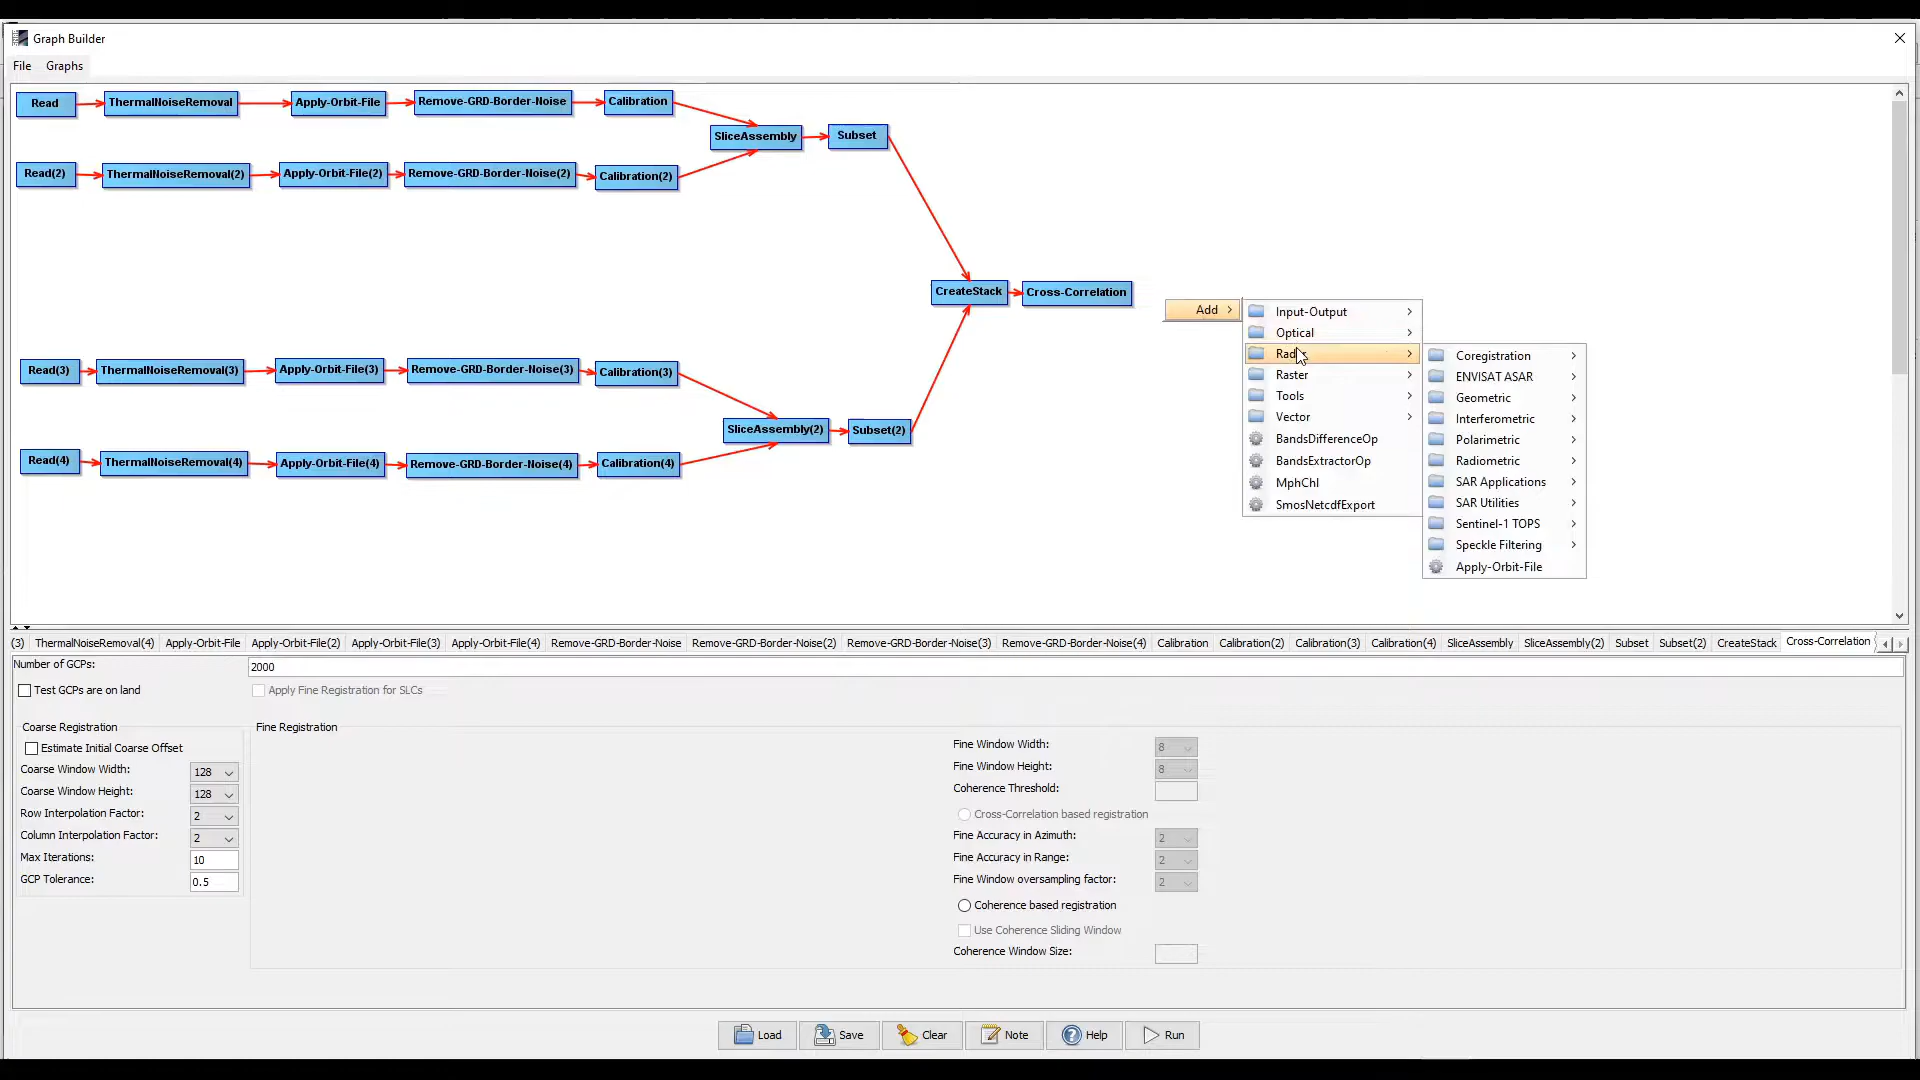 Graph Builder
File Graphs
Read ThermalNoiseRemoval Apply-Orbit-File Remove-GRD-Border-Noise Calibration
SliceAssembly Subset
Read(2) ThermalNoiseRemoval(2) Apply-Orbit-File(2) Remove-GRD-Border-Noise(2) Calibration(2)
CreateStack Cross-Correlation
Read(3) ThermalNoiseRemoval(3) Apply-Orbit-File(3) Remove-GRD-Border-Noise(3) Calibration(3)
SliceAssembly(2) Subset(2)
Read(4) ThermalNoiseRemoval(4) Apply-Orbit-File(4) Remove-GRD-Border-Noise(4) Calibration(4)
Add
Input-Output
Optical
Raster
Tools
Vector
BandsDifferenceOp
BandsExtractorOp
MphChl
SmosNetcdfExport
Coregistration
ENVISAT ASAR
Geometric
Interferometric
Polarimetric
Radiometric
SAR Applications
SAR Utilities
Sentinel-1 TOPS
Speckle Filtering
Apply-Orbit-File
(3) ThermalNoiseRemoval(4) Apply-Orbit-File Apply-Orbit-File(2) Apply-Orbit-File(3) Apply-Orbit-File(4) Remove-GRD-Border-Noise Remove-GRD-Border-Noise(2) Remove-GRD-Border-Noise(3) Remove-GRD-Border-Noise(4) Calibration Calibration(2) Calibration(3) Calibration(4) SliceAssembly SliceAssembly(2) Subset Subset(2) CreateStack Cross-Correlation
Number of GCPs: 2000
Test GCPs are on land Apply Fine Registration for SLCs
Coarse Registration
Estimate Initial Coarse Offset
Coarse Window Width: 128
Coarse Window Height: 128
Row Interpolation Factor: 2
Column Interpolation Factor: 2
Max Iterations: 10
GCP Tolerance: 0.5
Fine Registration
Fine Window Width: 8
Fine Window Height: 8
Coherence Threshold:
Cross-Correlation based registration
Fine Accuracy in Azimuth: 2
Fine Accuracy in Range: 2
Fine Window oversampling factor: 2
Coherence based registration
Use Coherence Sliding Window
Coherence Window Size:
Load Save Clear Note Help Run